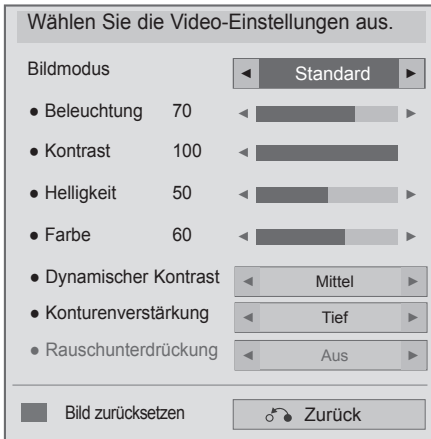 Wählen Sie die Video-Einstellungen aus.
Bildmodus Standard
● Beleuchtung 70
● Kontrast 100
● Helligkeit 50
● Farbe 60
● Dynamischer Kontrast Mittel
● Konturenverstärkung Tief
● Rauschunterdrückung Aus
Bild zurücksetzen Zurück